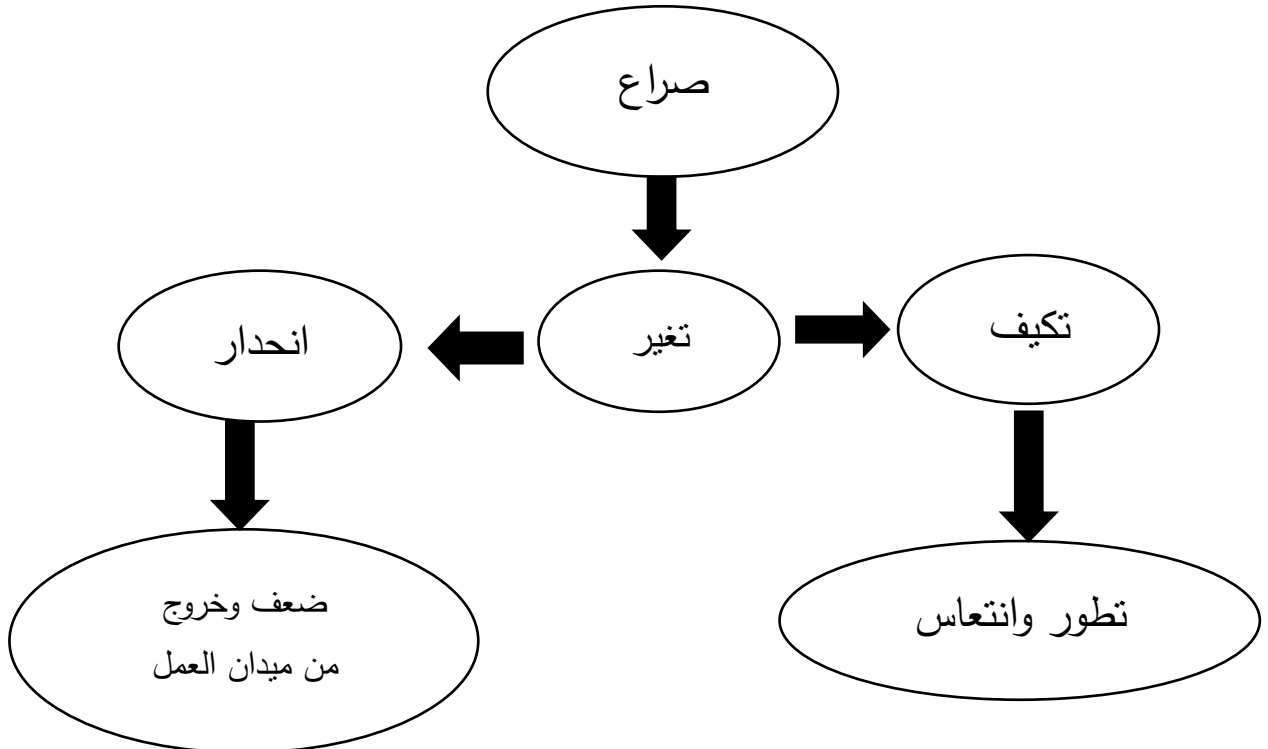 صراع
تكيف
تغير
انحدار
تطور وانتعاس
ضعف وخروج
من ميدان العمل